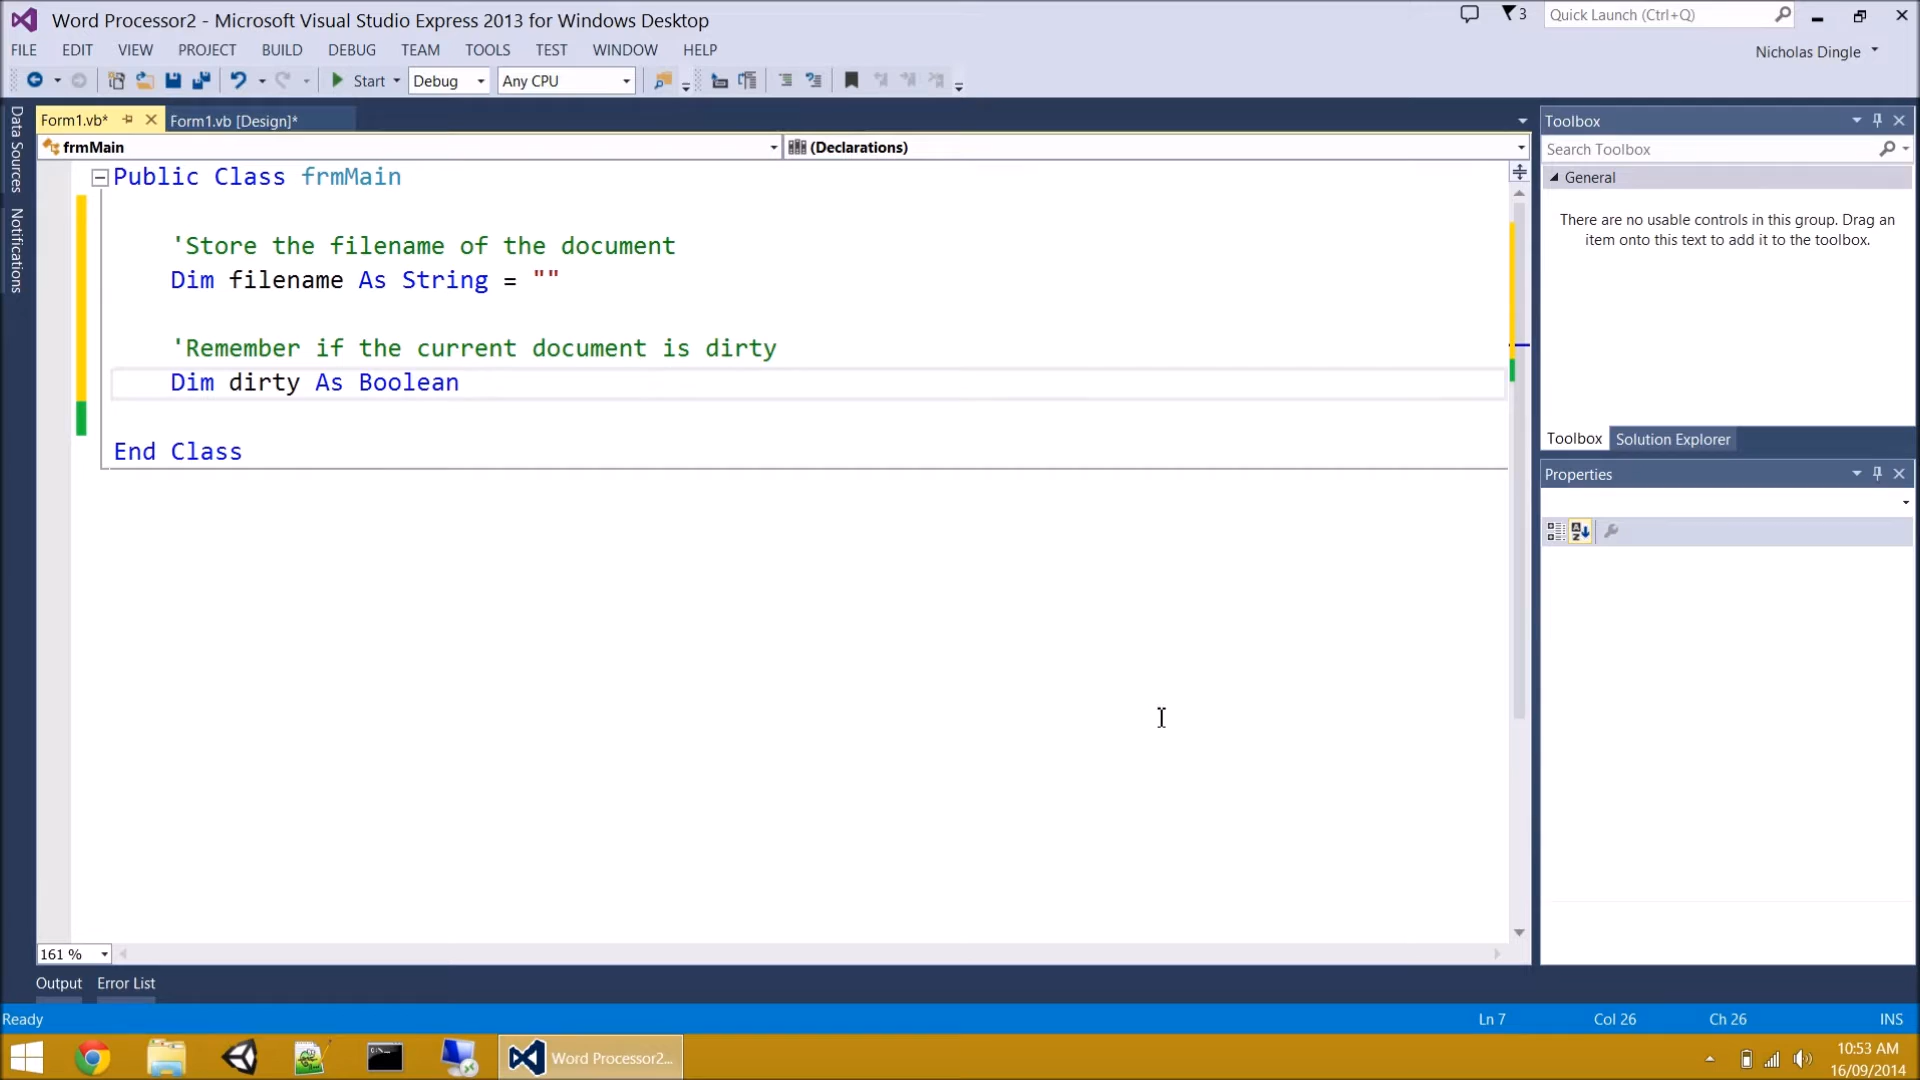 Word Processor2 - Microsoft Visual Studio Express 2013 for Windows Desktop
3
Quick Launch (Ctrl+Q)
FILE EDIT VIEW PROJECT BUILD DEBUG TEAM TOOLS TEST WINDOW HELP
Nicholas Dingle
Start Debug Any CPU
Data Sources
Notifications
Form1.vb* Form1.vb [Design]*
frmMain (Declarations)
Public Class frmMain
'Store the filename of the document
Dim filename As String = ""
'Remember if the current document is dirty
Dim dirty As Boolean
End Class
161 %
Toolbox
Search Toolbox
General
There are no usable controls in this group. Drag an
item onto this text to add it to the toolbox.
Toolbox Solution Explorer
Properties
Output Error List
Ready Ln 7 Col 26 Ch 26 INS
Word Processor2...
10:53 AM
16/09/2014